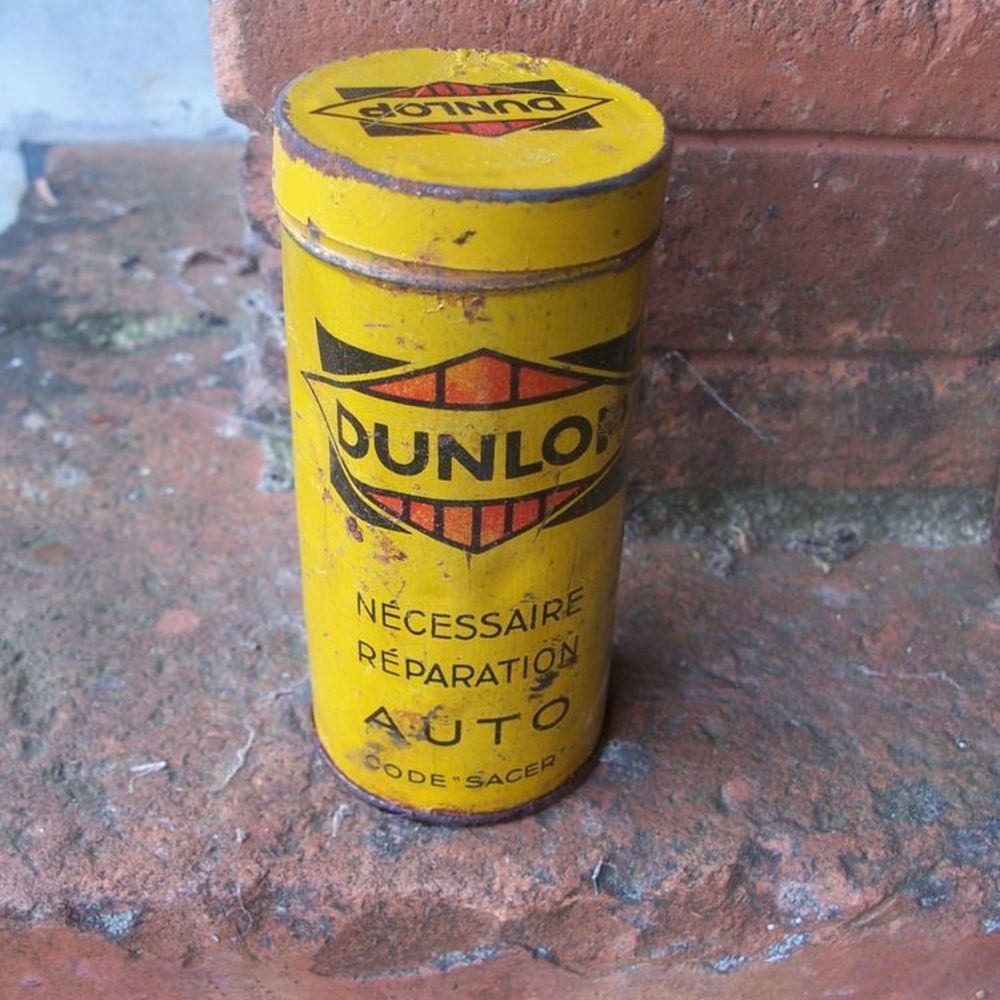 DUNLOP
DUNLOP
NÉCESSAIRE
RÉPARATION
AUTO
CODE "SACER"